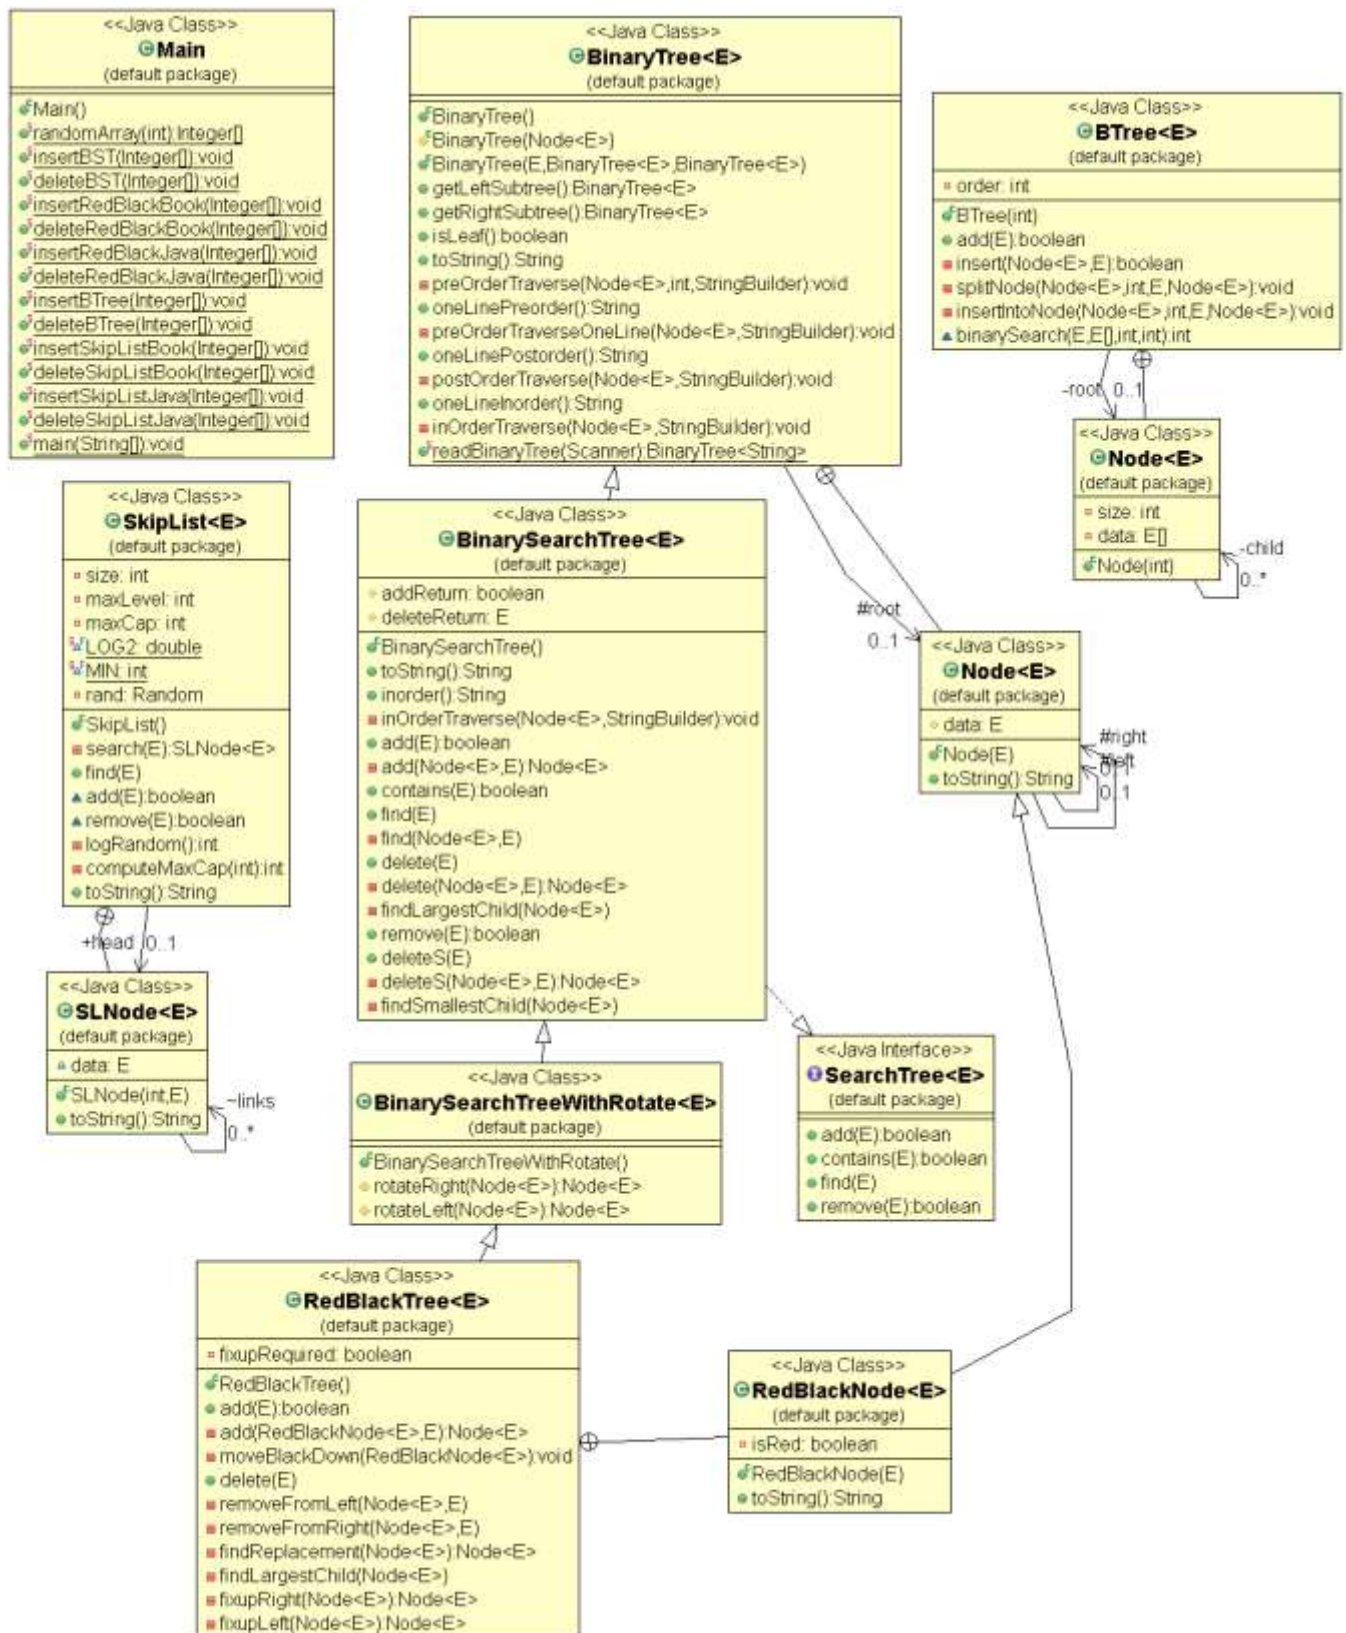 <<Java Class>>
Main
(default package)
Main()
randomArray(int):Integer[]
insertBST(Integer[]):void
deleteBST(Integer[]):void
insertRedBlackBook(Integer[]):void
deleteRedBlackBook(Integer[]):void
insertRedBlackJava(Integer[]):void
deleteRedBlackJava(Integer[]):void
insertBTree(Integer[]):void
deleteBTree(Integer[]):void
insertSkipListBook(Integer[]):void
deleteSkipListBook(Integer[]):void
insertSkipListJava(Integer[]):void
deleteSkipListJava(Integer[]):void
main(String[]):void
<<Java Class>>
BinaryTree<E>
(default package)
BinaryTree()
BinaryTree(Node<E>)
BinaryTree(E,BinaryTree<E>,BinaryTree<E>)
getLeftSubtree():BinaryTree<E>
getRightSubtree():BinaryTree<E>
isLeaf():boolean
toString():String
preOrderTraverse(Node<E>,int,StringBuilder):void
oneLinePreorder():String
preOrderTraverseOneLine(Node<E>,StringBuilder):void
oneLinePostorder():String
postOrderTraverse(Node<E>,StringBuilder):void
oneLineInorder():String
inOrderTraverse(Node<E>,StringBuilder):void
readBinaryTree(Scanner):BinaryTree<String>
<<Java Class>>
BTree<E>
(default package)
order: int
BTree(int)
add(E):boolean
insert(Node<E>,E):boolean
splitNode(Node<E>,int,E,Node<E>):void
insertIntoNode(Node<E>,int,E,Node<E>):void
binarySearch(E,E[],int,int):int
-root 0..1
<<Java Class>>
Node<E>
(default package)
size: int
data: E[]
Node(int)
-child
0..*
<<Java Class>>
SkipList<E>
(default package)
size: int
maxLevel: int
maxCap: int
LOG2: double
MIN: int
rand: Random
SkipList()
search(E):SLNode<E>
find(E)
add(E):boolean
remove(E):boolean
logRandom():int
computeMaxCap(int):int
toString():String
+head 0..1
<<Java Class>>
SLNode<E>
(default package)
data: E
SLNode(int,E)
toString():String
~links
0..*
<<Java Class>>
BinarySearchTree<E>
(default package)
addReturn: boolean
deleteReturn: E
BinarySearchTree()
toString():String
inorder():String
inOrderTraverse(Node<E>,StringBuilder):void
add(E):boolean
add(Node<E>,E):Node<E>
contains(E):boolean
find(E)
find(Node<E>,E)
delete(E)
delete(Node<E>,E):Node<E>
findLargestChild(Node<E>)
remove(E):boolean
deleteS(E)
deleteS(Node<E>,E):Node<E>
findSmallestChild(Node<E>)
#root
0..1
<<Java Class>>
Node<E>
(default package)
data: E
Node(E)
toString():String
#right
#left
0..1
0..1
<<Java Class>>
BinarySearchTreeWithRotate<E>
(default package)
BinarySearchTreeWithRotate()
rotateRight(Node<E>):Node<E>
rotateLeft(Node<E>):Node<E>
<<Java Interface>>
SearchTree<E>
(default package)
add(E):boolean
contains(E):boolean
find(E)
remove(E):boolean
<<Java Class>>
RedBlackTree<E>
(default package)
fixupRequired: boolean
RedBlackTree()
add(E):boolean
add(RedBlackNode<E>,E):Node<E>
moveBlackDown(RedBlackNode<E>):void
delete(E)
removeFromLeft(Node<E>,E)
removeFromRight(Node<E>,E)
findReplacement(Node<E>):Node<E>
findLargestChild(Node<E>)
fixupRight(Node<E>):Node<E>
fixupLeft(Node<E>):Node<E>
<<Java Class>>
RedBlackNode<E>
(default package)
isRed: boolean
RedBlackNode(E)
toString():String